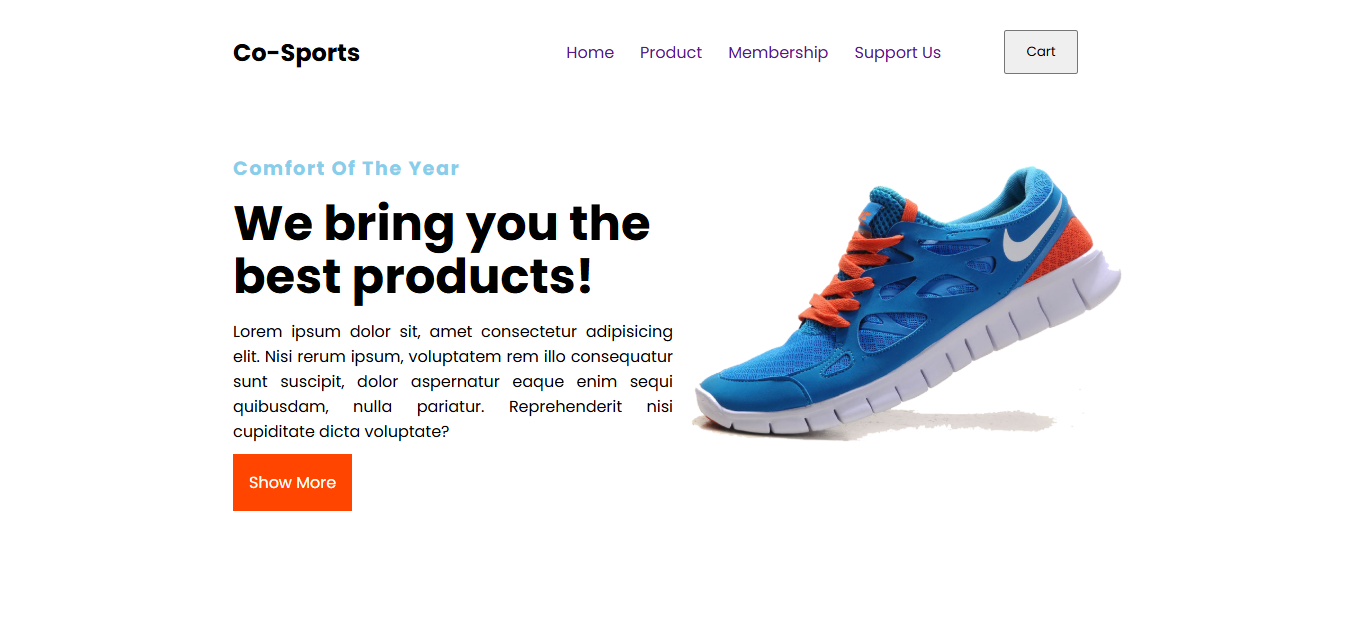 Co-Sports
Home Product Membership Support Us Cart
Comfort Of The Year
We bring you the
best products!
Lorem ipsum dolor sit, amet consectetur adipisicing
elit. Nisi rerum ipsum, voluptatem rem illo consequatur
sunt suscipit, dolor aspernatur eaque enim sequi
quibusdam, nulla pariatur. Reprehenderit nisi
cupiditate dicta voluptate?
Show More